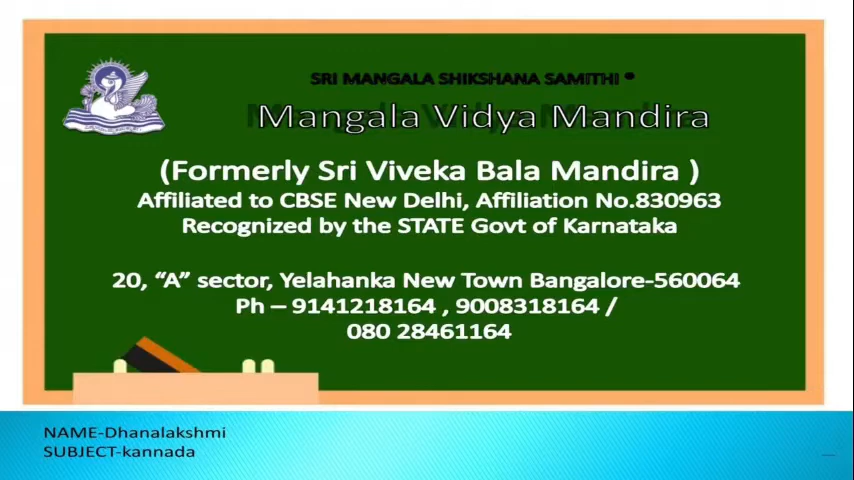 SRI MANGALA SHIKSHANA SAMITHI ®
Mangala Vidya Mandira
(Formerly Sri Viveka Bala Mandira )
Affiliated to CBSE New Delhi, Affiliation No.830963
Recognized by the STATE Govt of Karnataka
20, “A” sector, Yelahanka New Town Bangalore-560064
Ph – 9141218164 , 9008318164 /
080 28461164
NAME-Dhanalakshmi
SUBJECT-kannada